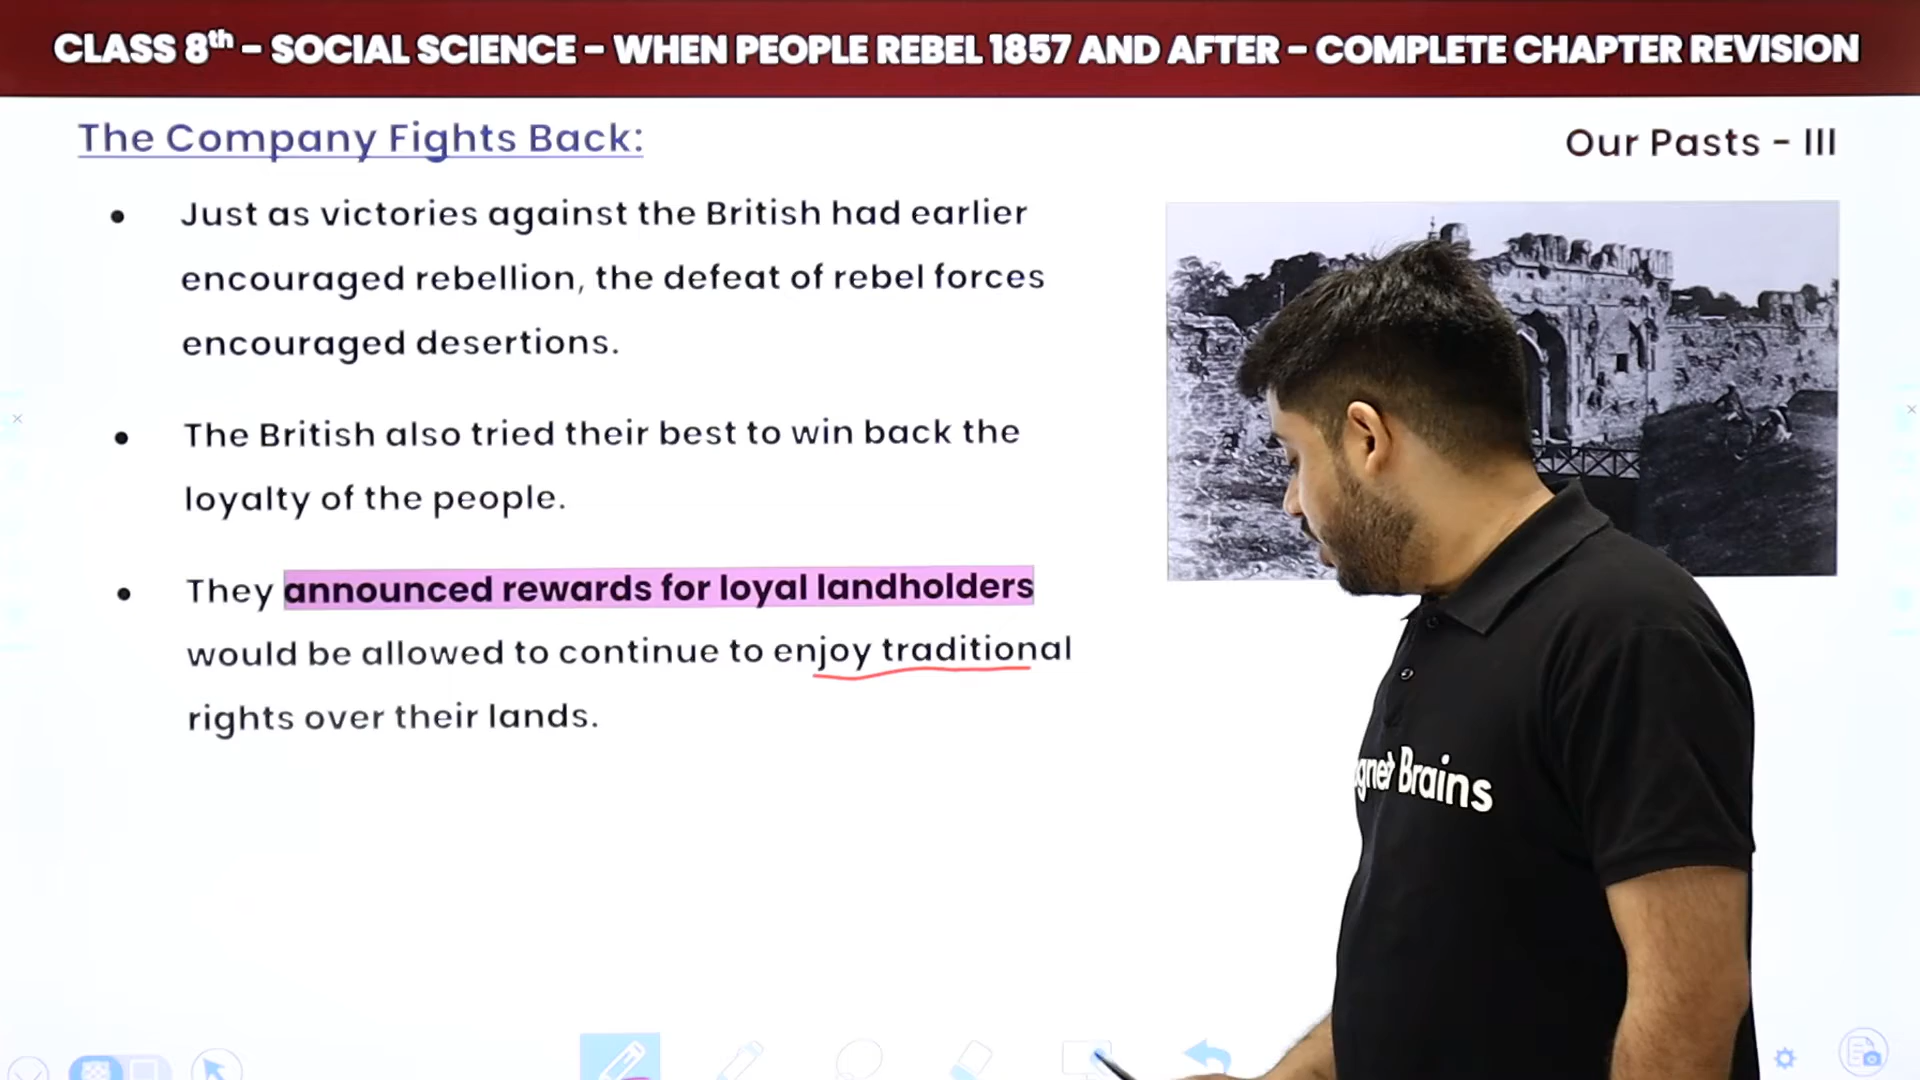 CLASS 8th – SOCIAL SCIENCE – WHEN PEOPLE REBEL 1857 AND AFTER – COMPLETE CHAPTER REVISION
The Company Fights Back:
Our Pasts - III
• Just as victories against the British had earlier
encouraged rebellion, the defeat of rebel forces
encouraged desertions.
• The British also tried their best to win back the
loyalty of the people.
• They announced rewards for loyal landholders
would be allowed to continue to enjoy traditional
rights over their lands.
Brains